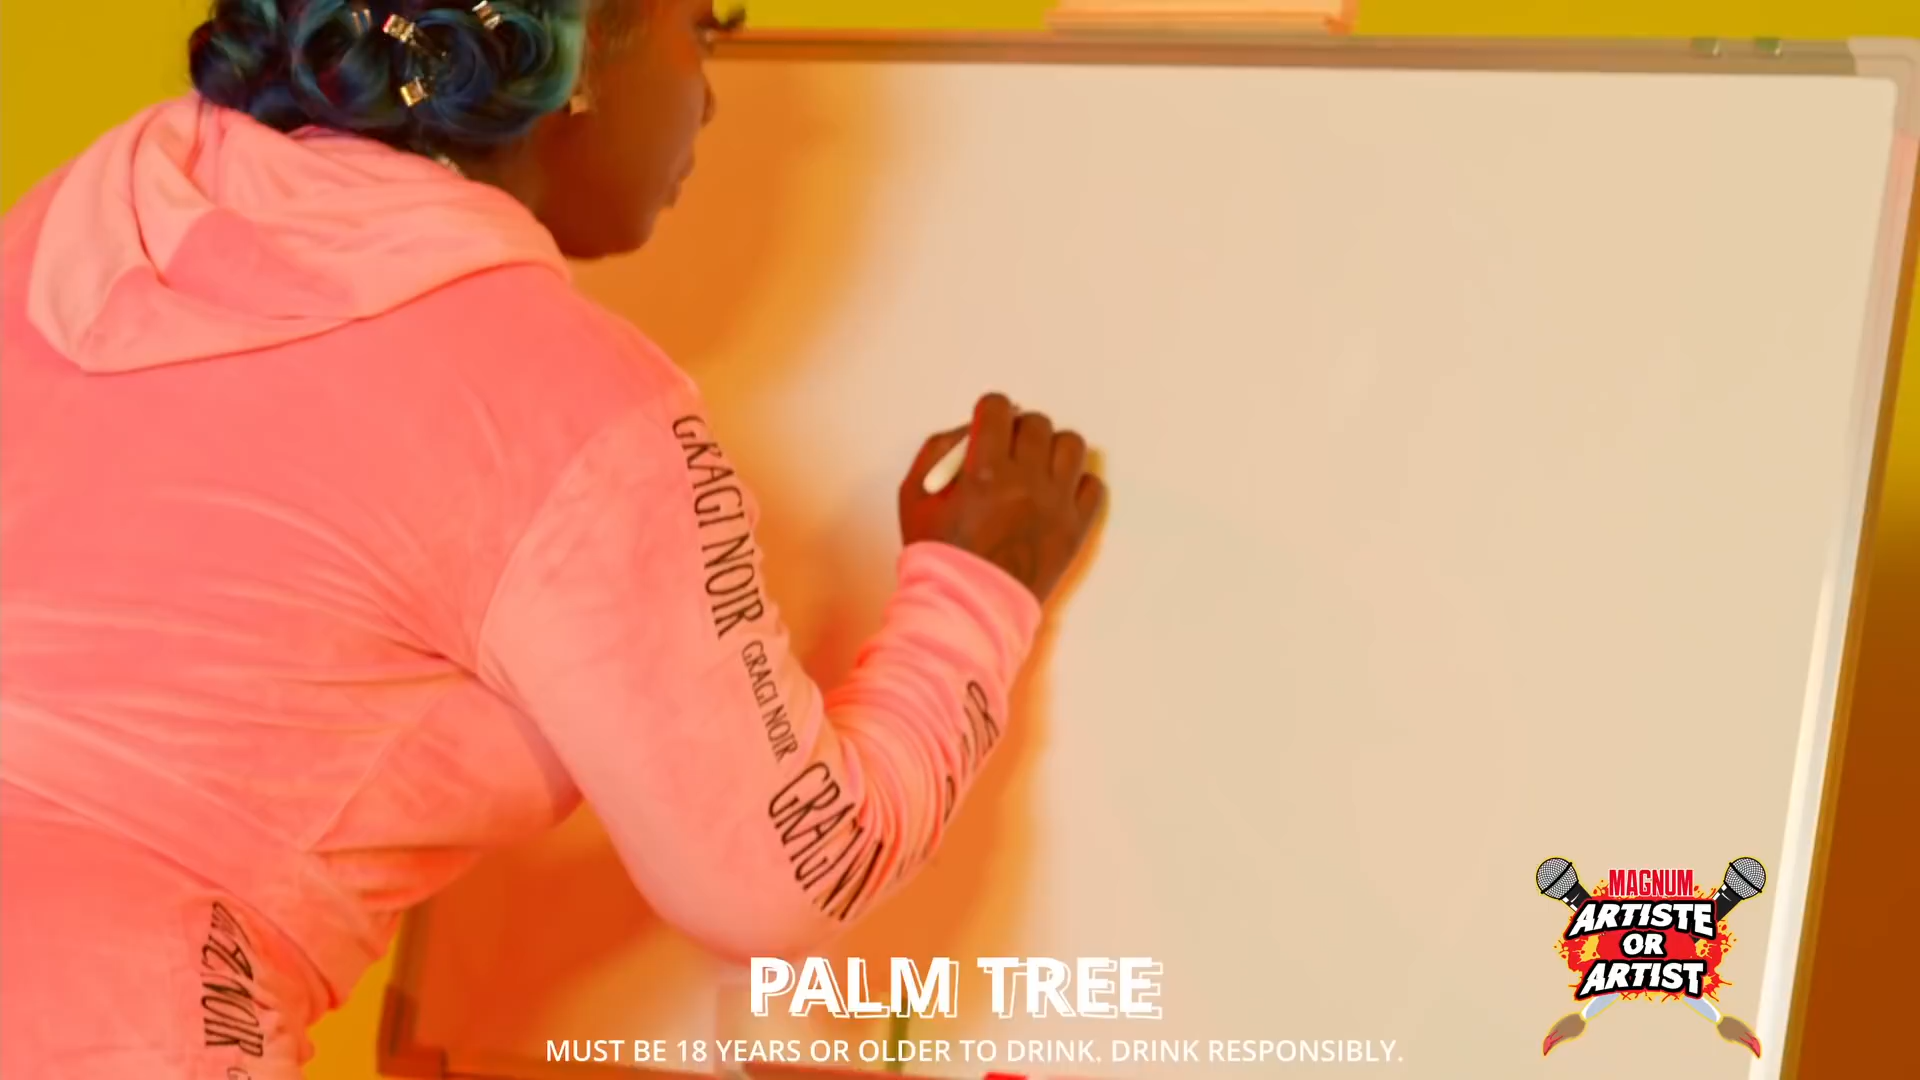 GRAGI NOIR
GRAGI NOIR
MAGNUM
ARTISTE
OR
ARTIST
PALM TREE
MUST BE 18 YEARS OR OLDER TO DRINK. DRINK RESPONSIBLY.